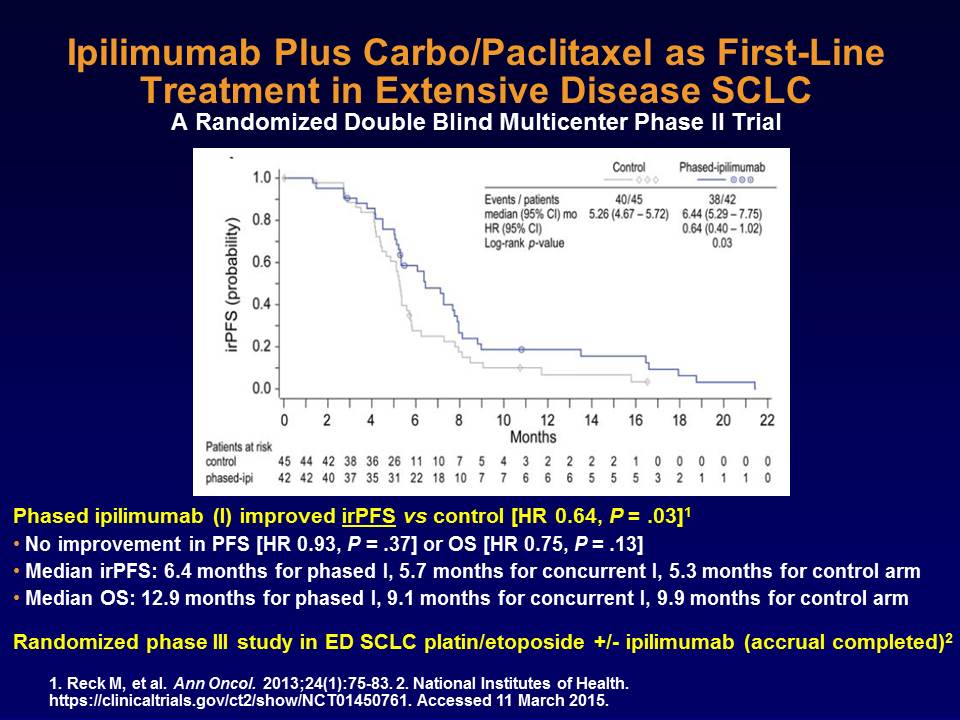 Ipilimumab Plus Carbo/Paclitaxel as First-Line
Treatment in Extensive Disease SCLC
A Randomized Double Blind Multicenter Phase II Trial
Control Phased-ipilimumab
Events / patients 40/45 38/42
median (95% CI) mo 5.26 (4.67 – 5.72) 6.44 (5.29 – 7.75)
HR (95% CI) 0.64 (0.40 – 1.02)
Log-rank p-value 0.03
irPFS (probability)
1.0
0.8
0.6
0.4
0.2
0.0
0 2 4 6 8 10 12 14 16 18 20 22
Months
Patients at risk
control 45 44 42 38 36 26 11 10 7 5 4 3 2 2 2 2 1 0 0 0 0 0 0
phased-ipi 42 42 40 37 35 31 22 18 10 7 7 6 6 6 5 5 5 3 2 1 1 1 0
Phased ipilimumab (I) improved irPFS vs control [HR 0.64, P = .03]1
• No improvement in PFS [HR 0.93, P = .37] or OS [HR 0.75, P = .13]
• Median irPFS: 6.4 months for phased I, 5.7 months for concurrent I, 5.3 months for control arm
• Median OS: 12.9 months for phased I, 9.1 months for concurrent I, 9.9 months for control arm
Randomized phase III study in ED SCLC platin/etoposide +/- ipilimumab (accrual completed)2
1. Reck M, et al. Ann Oncol. 2013;24(1):75-83. 2. National Institutes of Health.
https://clinicaltrials.gov/ct2/show/NCT01450761. Accessed 11 March 2015.